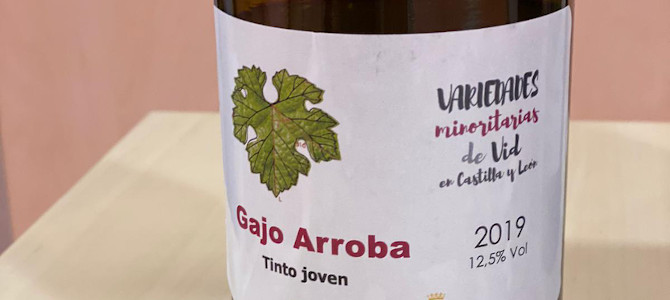 VARIEDADES
minoritarias
de Vid
en Castilla y León
Gajo Arroba
Tinto joven
2019
12,5% Vol